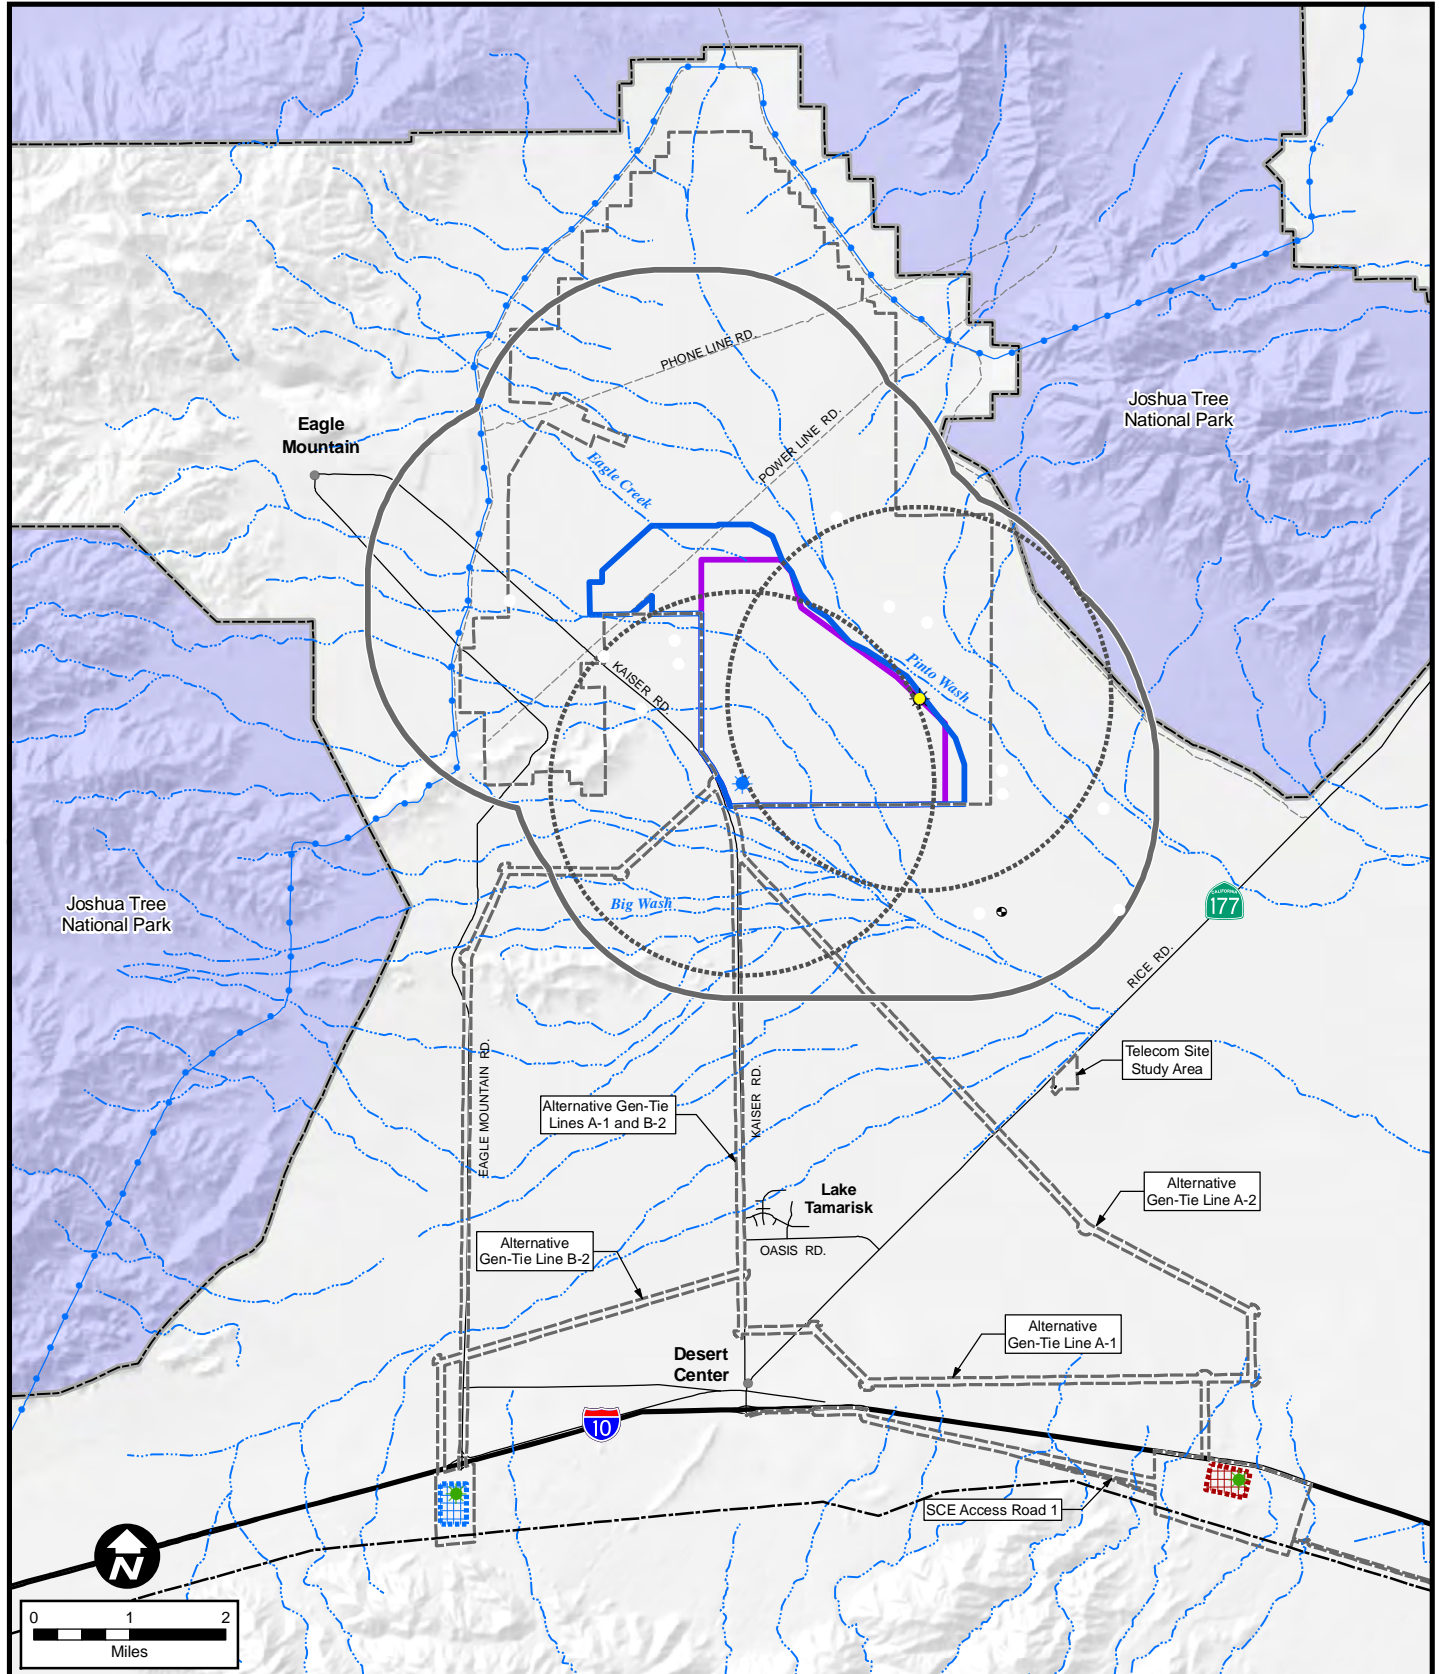 PHONE LINE RD.
Joshua Tree
National Park
Eagle
Mountain
POWER LINE RD.
Eagle Creek
Pinto Wash
KAISER RD.
Joshua Tree
National Park
Big Wash
CALIFORNIA
177
RICE RD.
EAGLE MOUNTAIN RD.
KAISER RD.
Telecom Site
Study Area
Alternative Gen-Tie
Lines A-1 and B-2
Lake
Tamarisk
Alternative
Gen-Tie Line A-2
OASIS RD.
Alternative
Gen-Tie Line B-2
Alternative
Gen-Tie Line A-1
Desert
Center
10
SCE Access Road 1
N
0 1 2
Miles